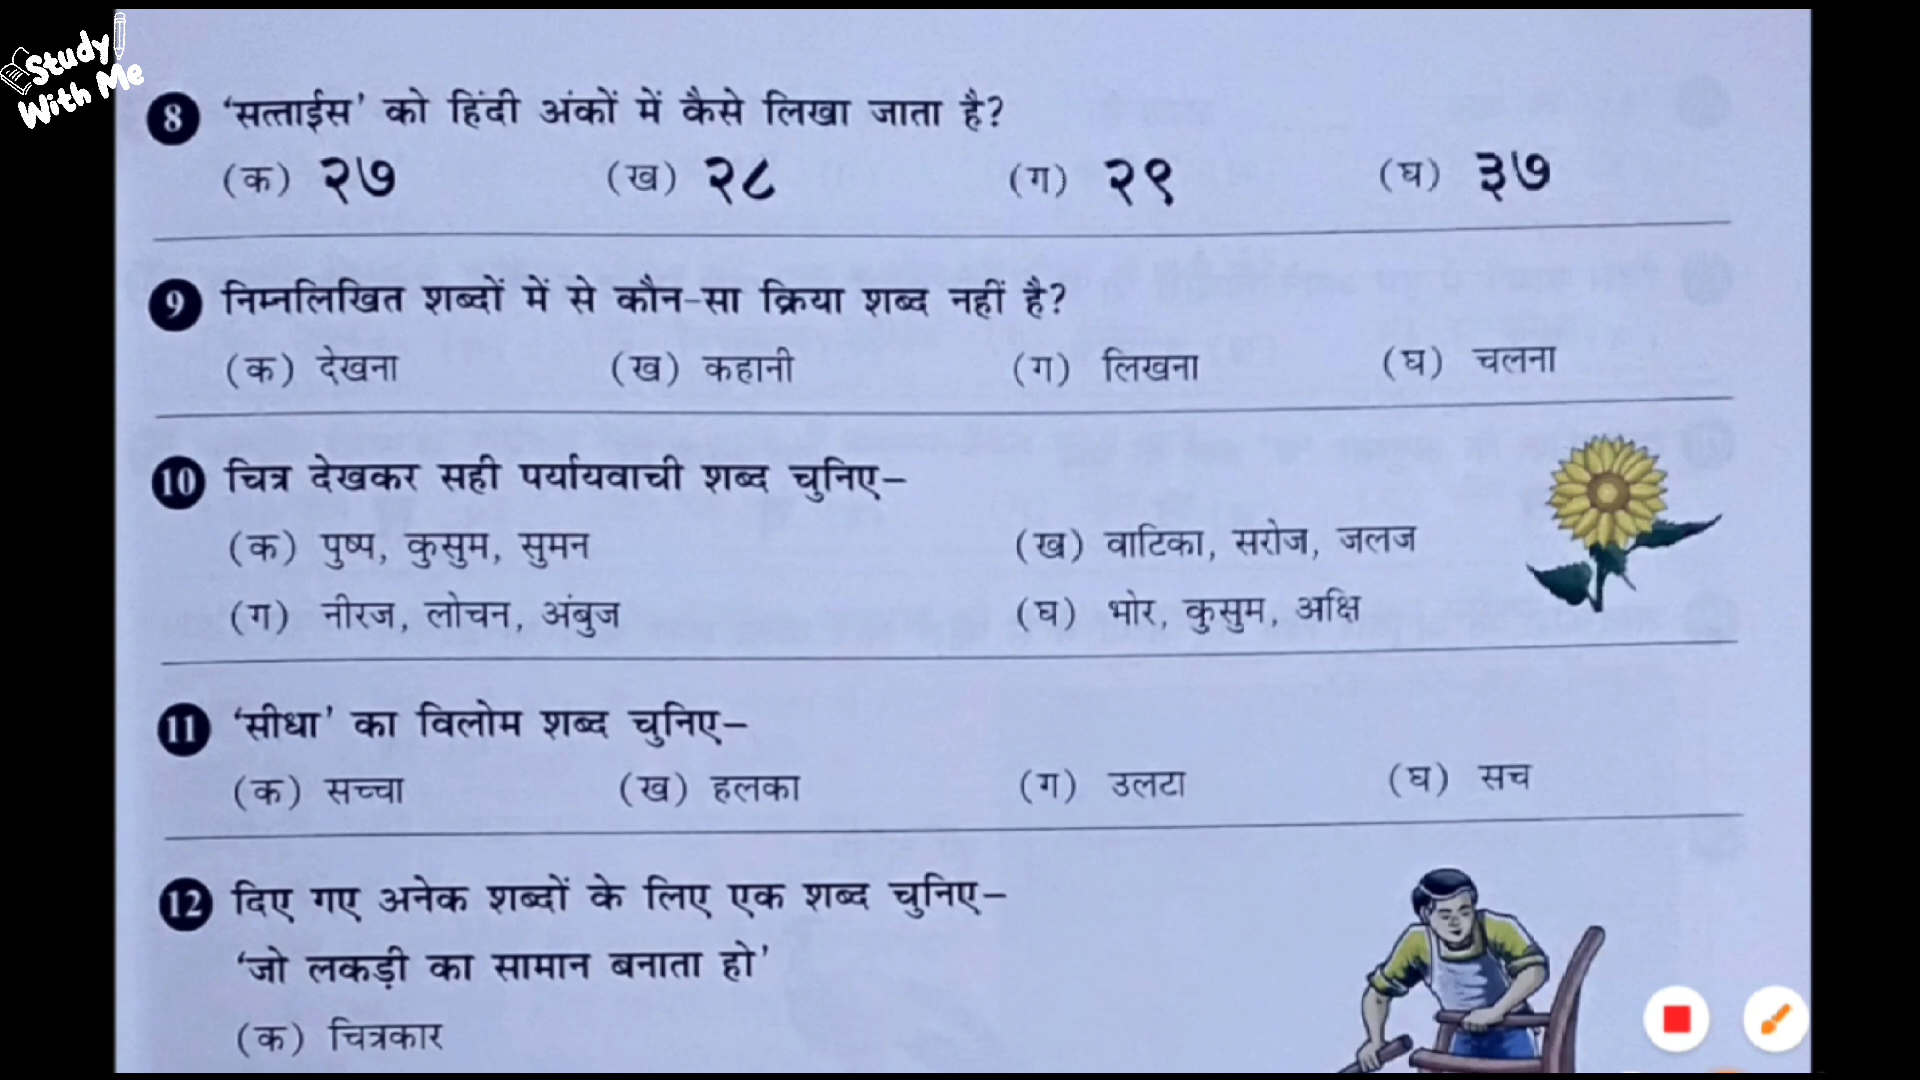 Study
With Me
8 ‘सत्ताईस’ को हिंदी अंकों में कैसे लिखा जाता है?
(क) २७ (ख) २८ (ग) २९ (घ) ३७
9 निम्नलिखित शब्दों में से कौन-सा क्रिया शब्द नहीं है?
(क) देखना (ख) कहानी (ग) लिखना (घ) चलना
10 चित्र देखकर सही पर्यायवाची शब्द चुनिए–
(क) पुष्प, कुसुम, सुमन (ख) वाटिका, सरोज, जलज
(ग) नीरज, लोचन, अंबुज (घ) भोर, कुसुम, अक्षि
11 ‘सीधा’ का विलोम शब्द चुनिए–
(क) सच्चा (ख) हलका (ग) उलटा (घ) सच
12 दिए गए अनेक शब्दों के लिए एक शब्द चुनिए–
‘जो लकड़ी का सामान बनाता हो’
(क) चित्रकार